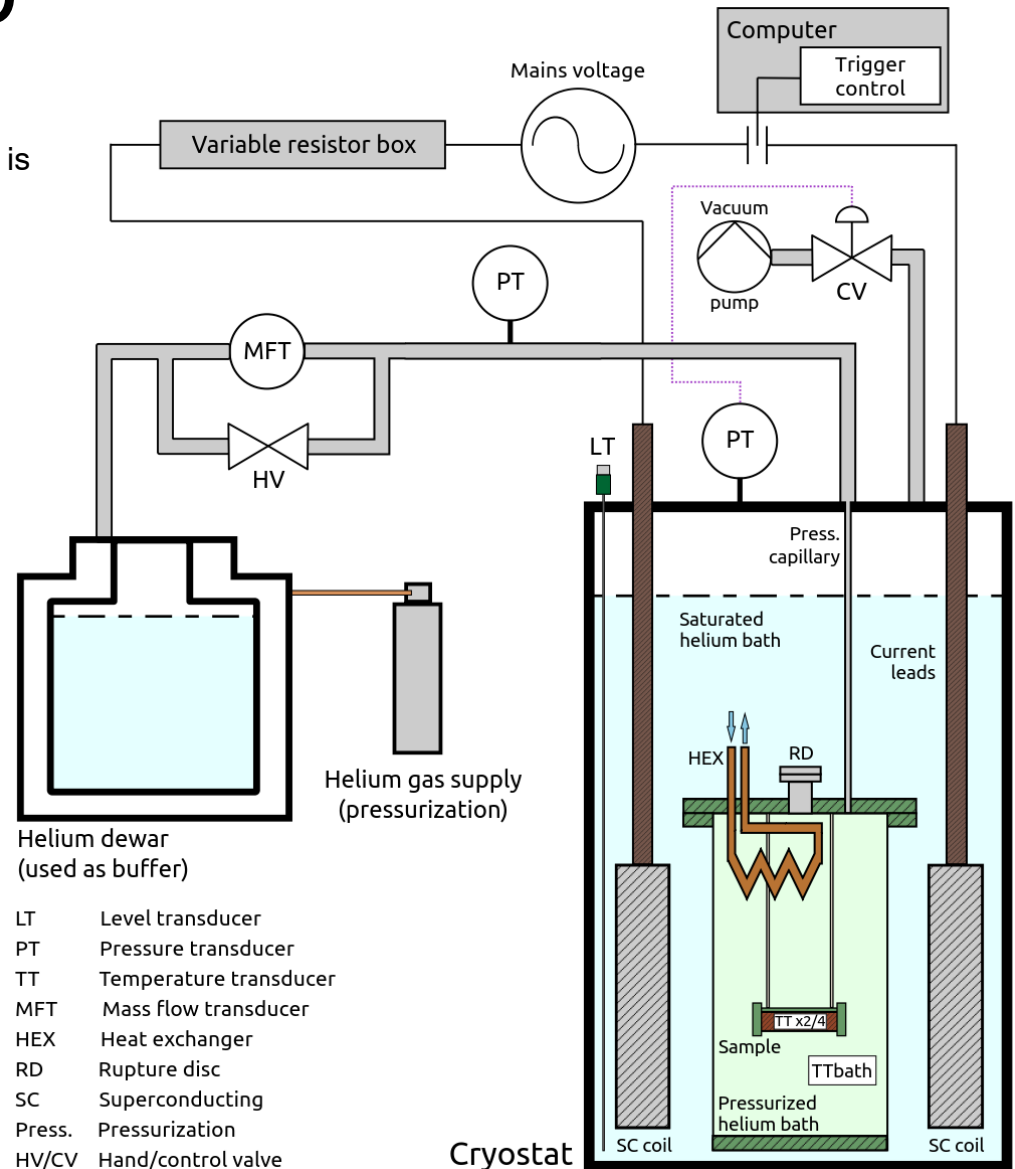 Computer
Trigger
control
Mains voltage
Variable resistor box
is
Vacuum
pump
CV
PT
MFT
HV
PT
LT
Press.
capillary
Saturated
helium bath
Current
leads
HEX
RD
Helium gas supply
(pressurization)
Helium dewar
(used as buffer)
TT x2/4
Sample
TTbath
Pressurized
helium bath
SC coil
SC coil
Cryostat
LT Level transducer
PT Pressure transducer
TT Temperature transducer
MFT Mass flow transducer
HEX Heat exchanger
RD Rupture disc
SC Superconducting
Press. Pressurization
HV/CV Hand/control valve